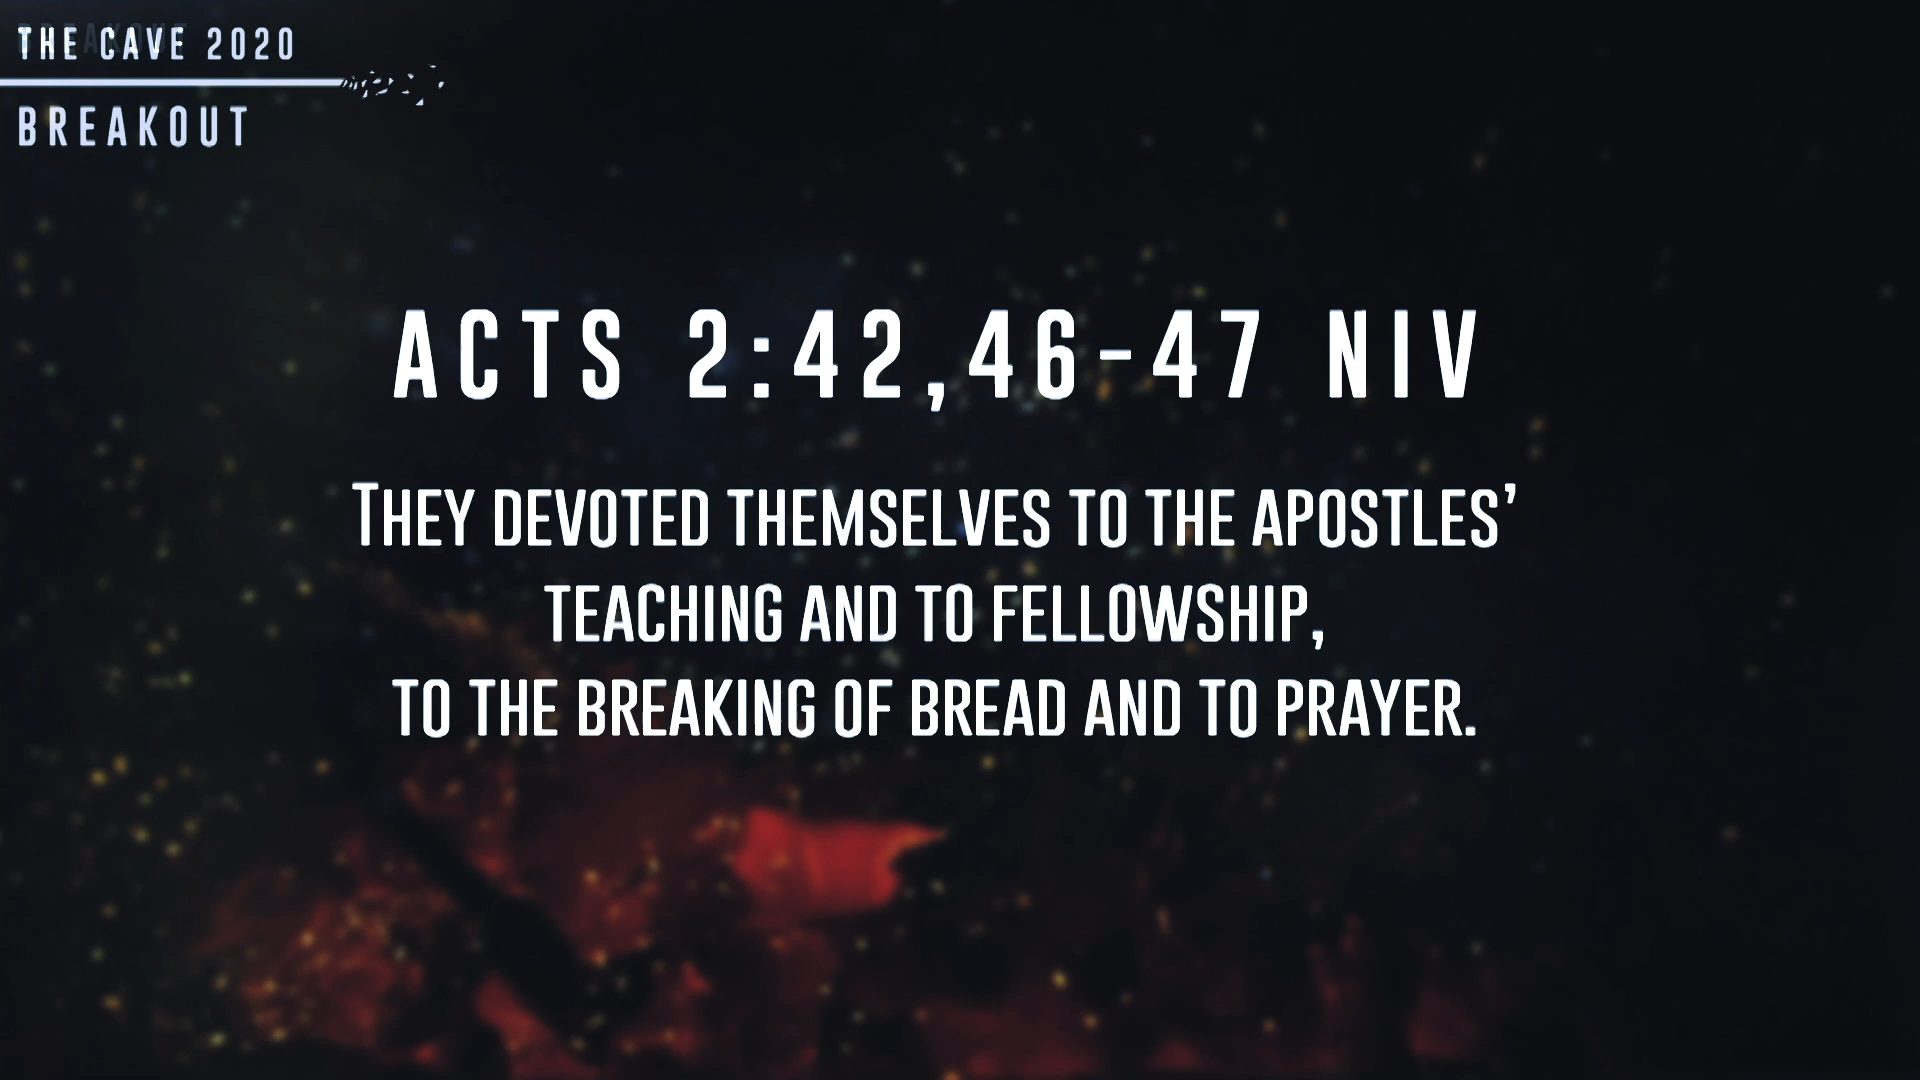 THE CAVE 2020
BREAKOUT
ACTS 2:42,46-47 NIV
THEY DEVOTED THEMSELVES TO THE APOSTLES’
TEACHING AND TO FELLOWSHIP,
TO THE BREAKING OF BREAD AND TO PRAYER.